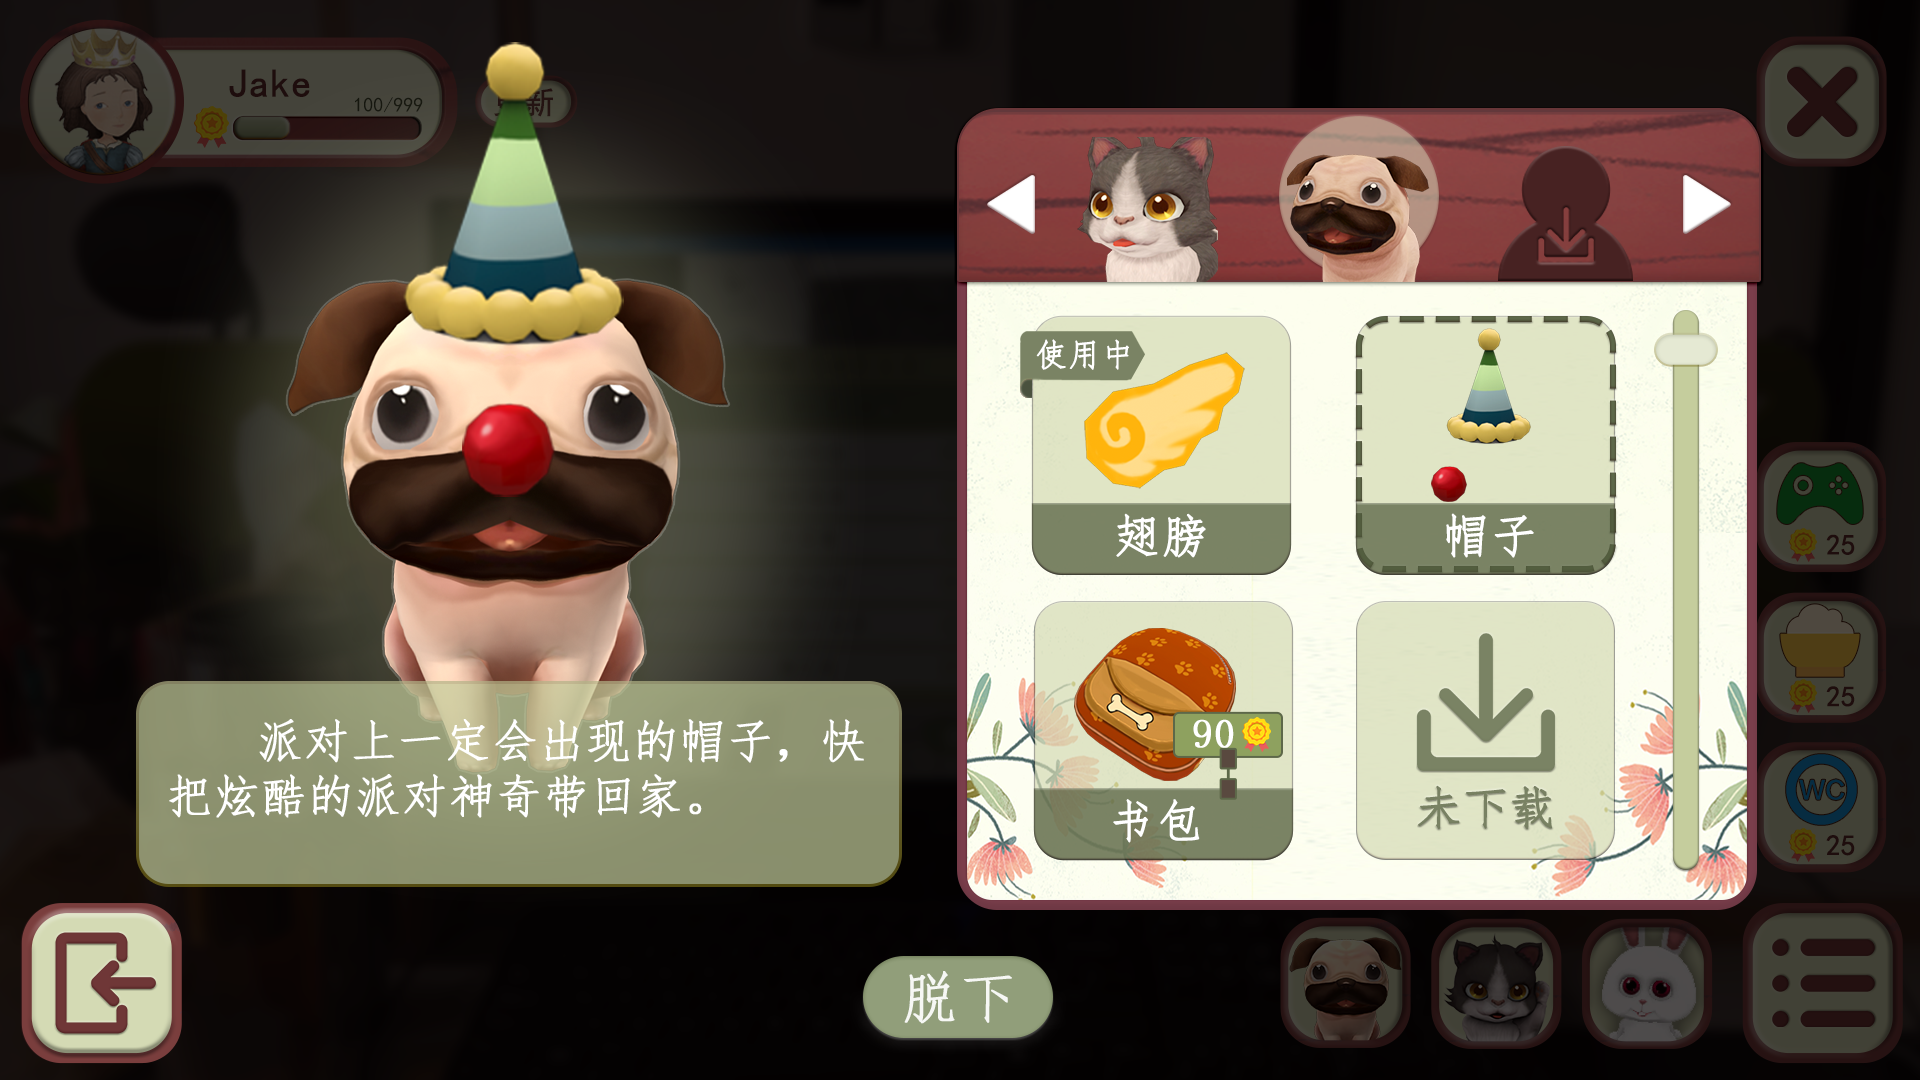 Jake
100/999
新
使用中
翅膀
帽子
90
书包
未下载
派对上一定会出现的帽子，快
把炫酷的派对神奇带回家。
脱下
25
25
WC
25